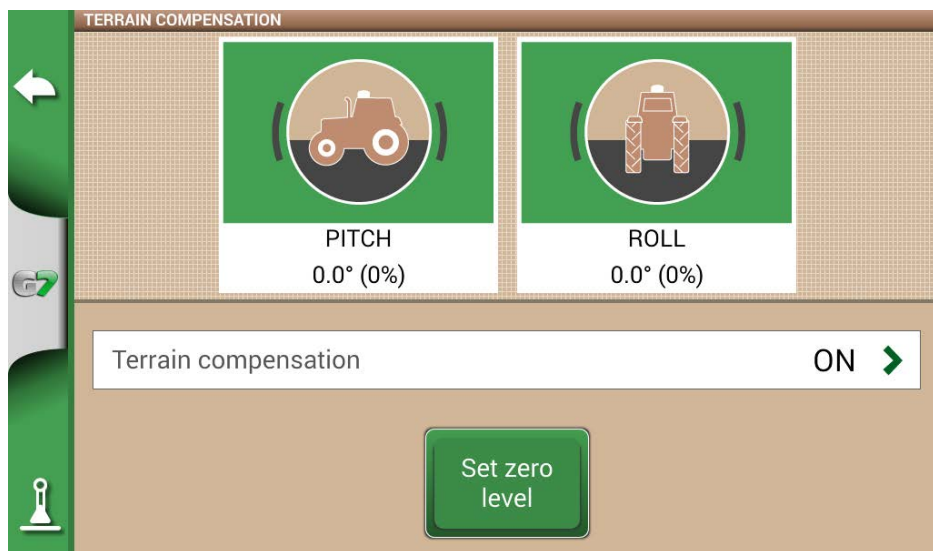 TERRAIN COMPENSATION
PITCH
0.0° (0%)
ROLL
0.0° (0%)
G7
Terrain compensation ON
Set zero
level